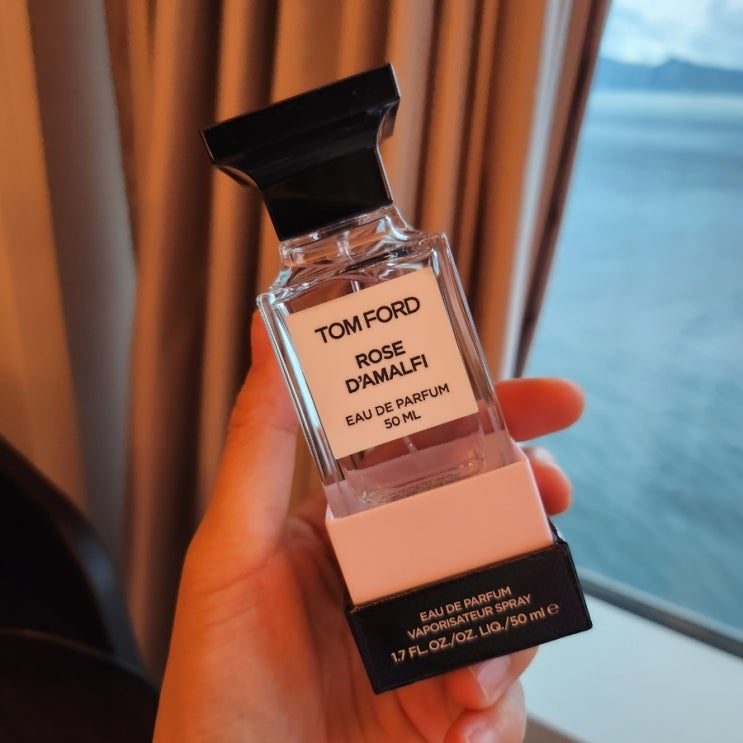 TOM FORD
ROSE
D'AMALFI
EAU DE PARFUM
50 ML
EAU DE PARFUM
VAPORISATEUR SPRAY
1.7 FL. OZ./OZ. LIQ./50 ml ℮